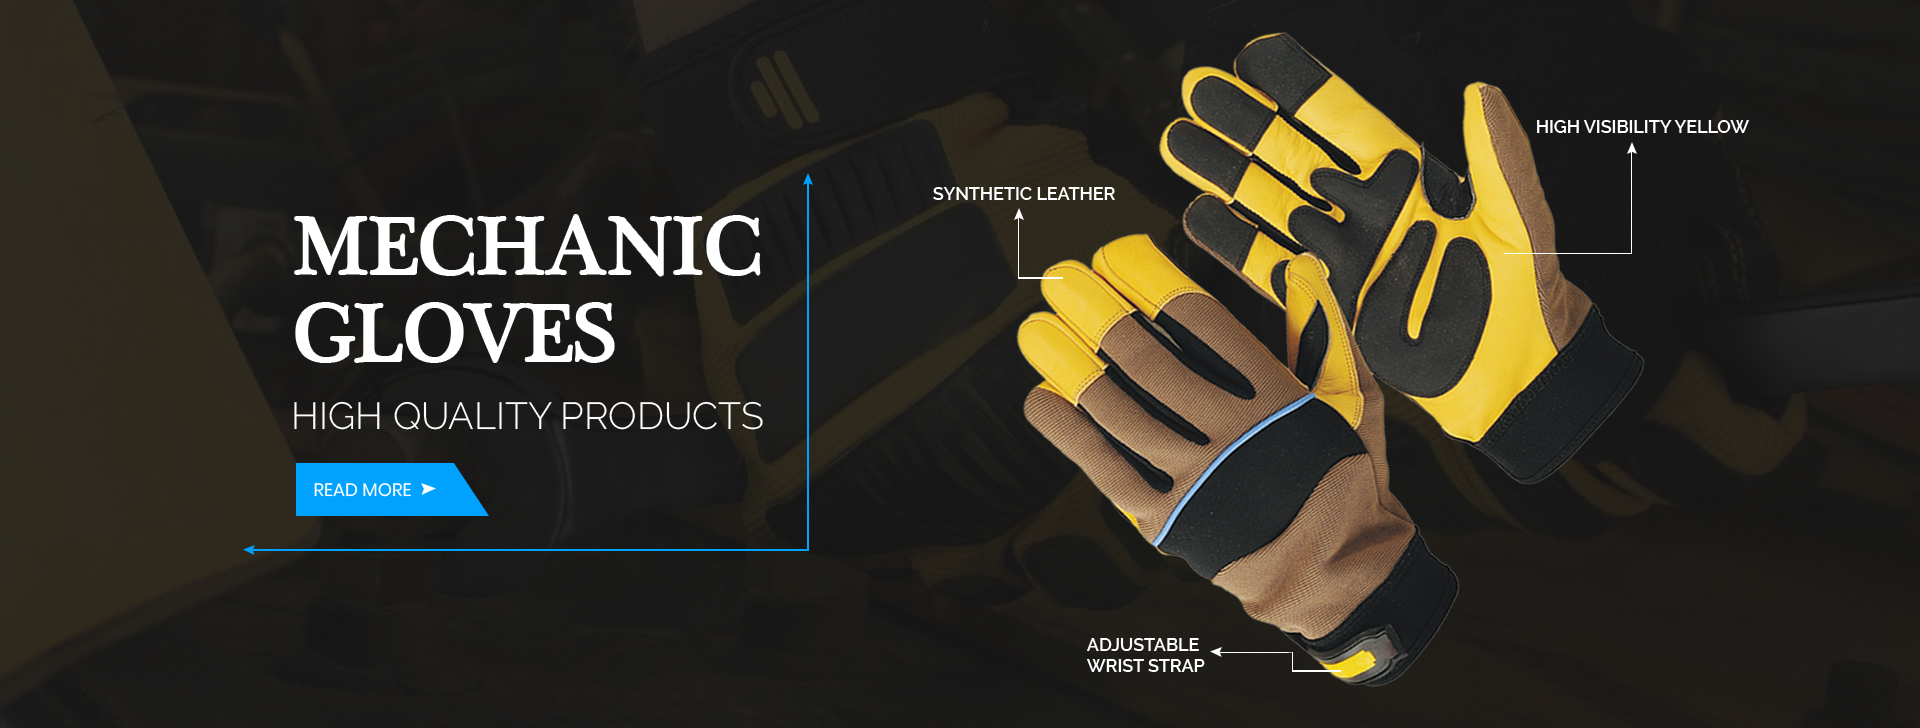 MECHANIC
GLOVES
HIGH QUALITY PRODUCTS
READ MORE
SYNTHETIC LEATHER
HIGH VISIBILITY YELLOW
ADJUSTABLE
WRIST STRAP